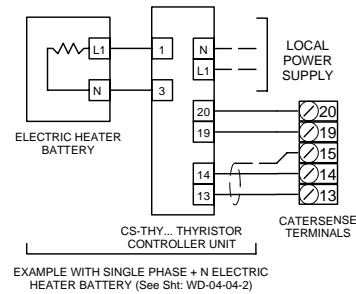 L1
N
ELECTRIC HEATER
BATTERY
1
3
N
L1
20
19
14
13
CS-THY... THYRISTOR
CONTROLLER UNIT
LOCAL
POWER
SUPPLY
20
19
15
14
13
CATERSENSE
TERMINALS
EXAMPLE WITH SINGLE PHASE + N ELECTRIC
HEATER BATTERY (See Sht: WD-04-04-2)